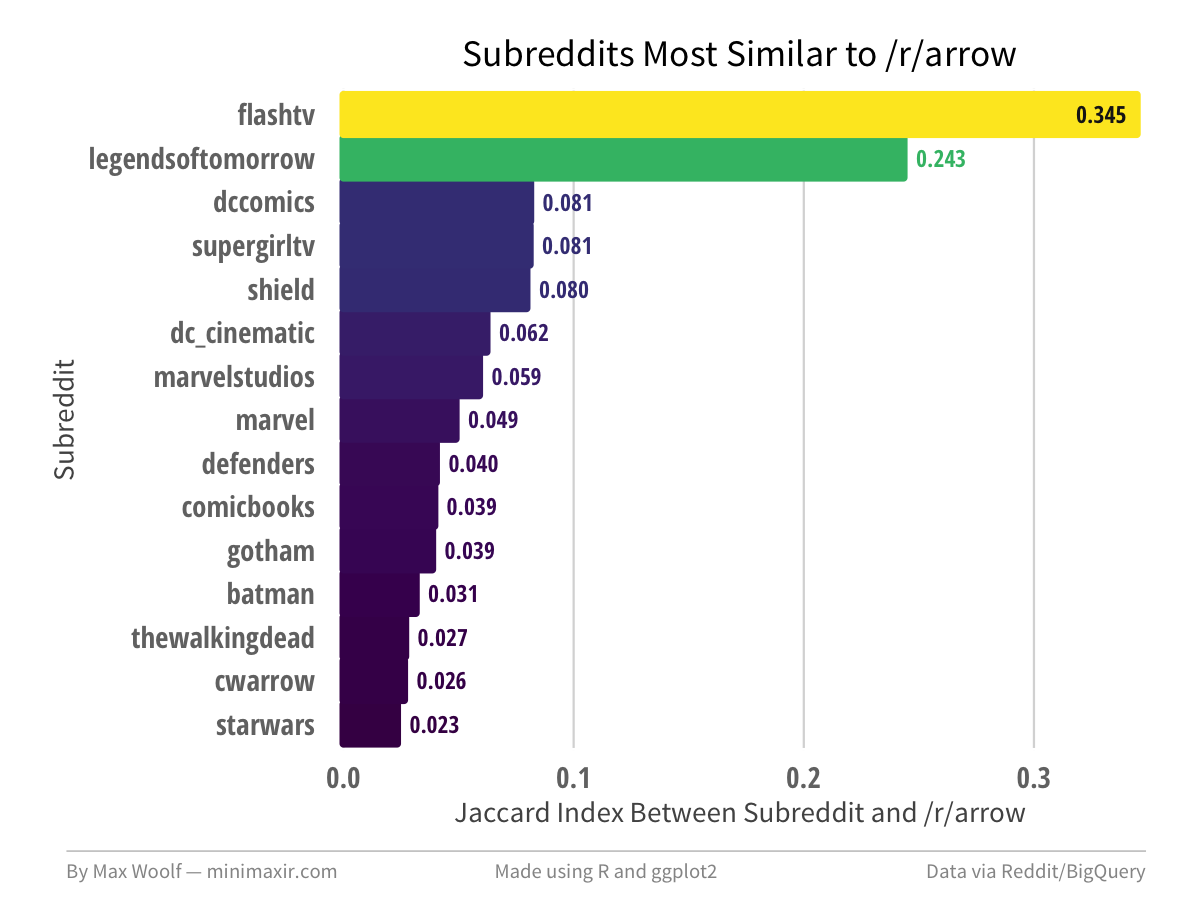 Subreddits Most Similar to /r/arrow
flashtv 0.345
legendsoftomorrow 0.243
dccomics 0.081
supergirltv 0.081
shield 0.080
dc_cinematic 0.062
marvelstudios 0.059
marvel 0.049
defenders 0.040
comicbooks 0.039
gotham 0.039
batman 0.031
thewalkingdead 0.027
cwarrow 0.026
starwars 0.023
Subreddit
0.0 0.1 0.2 0.3
Jaccard Index Between Subreddit and /r/arrow
By Max Woolf — minimaxir.com Made using R and ggplot2 Data via Reddit/BigQuery